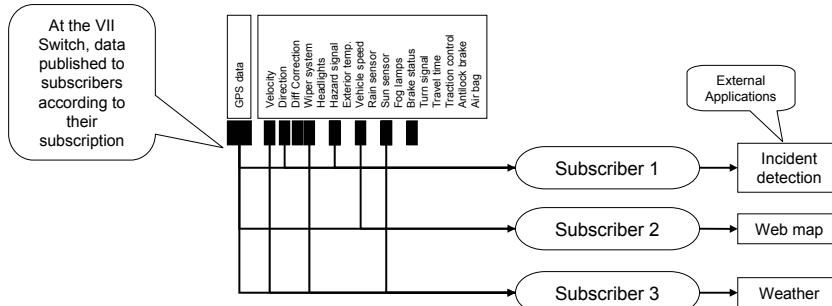 At the VII
Switch, data
published to
subscribers
according to
their
subscription
GPS data
Velocity
Direction
Diff Correction
Wiper system
Headlights
Hazard signal
Exterior temp.
Vehicle speed
Rain sensor
Sun sensor
Fog lamps
Brake status
Turn signal
Travel time
Traction control
Antilock brake
Air bag
External
Applications
Subscriber 1
Incident
detection
Subscriber 2
Web map
Subscriber 3
Weather